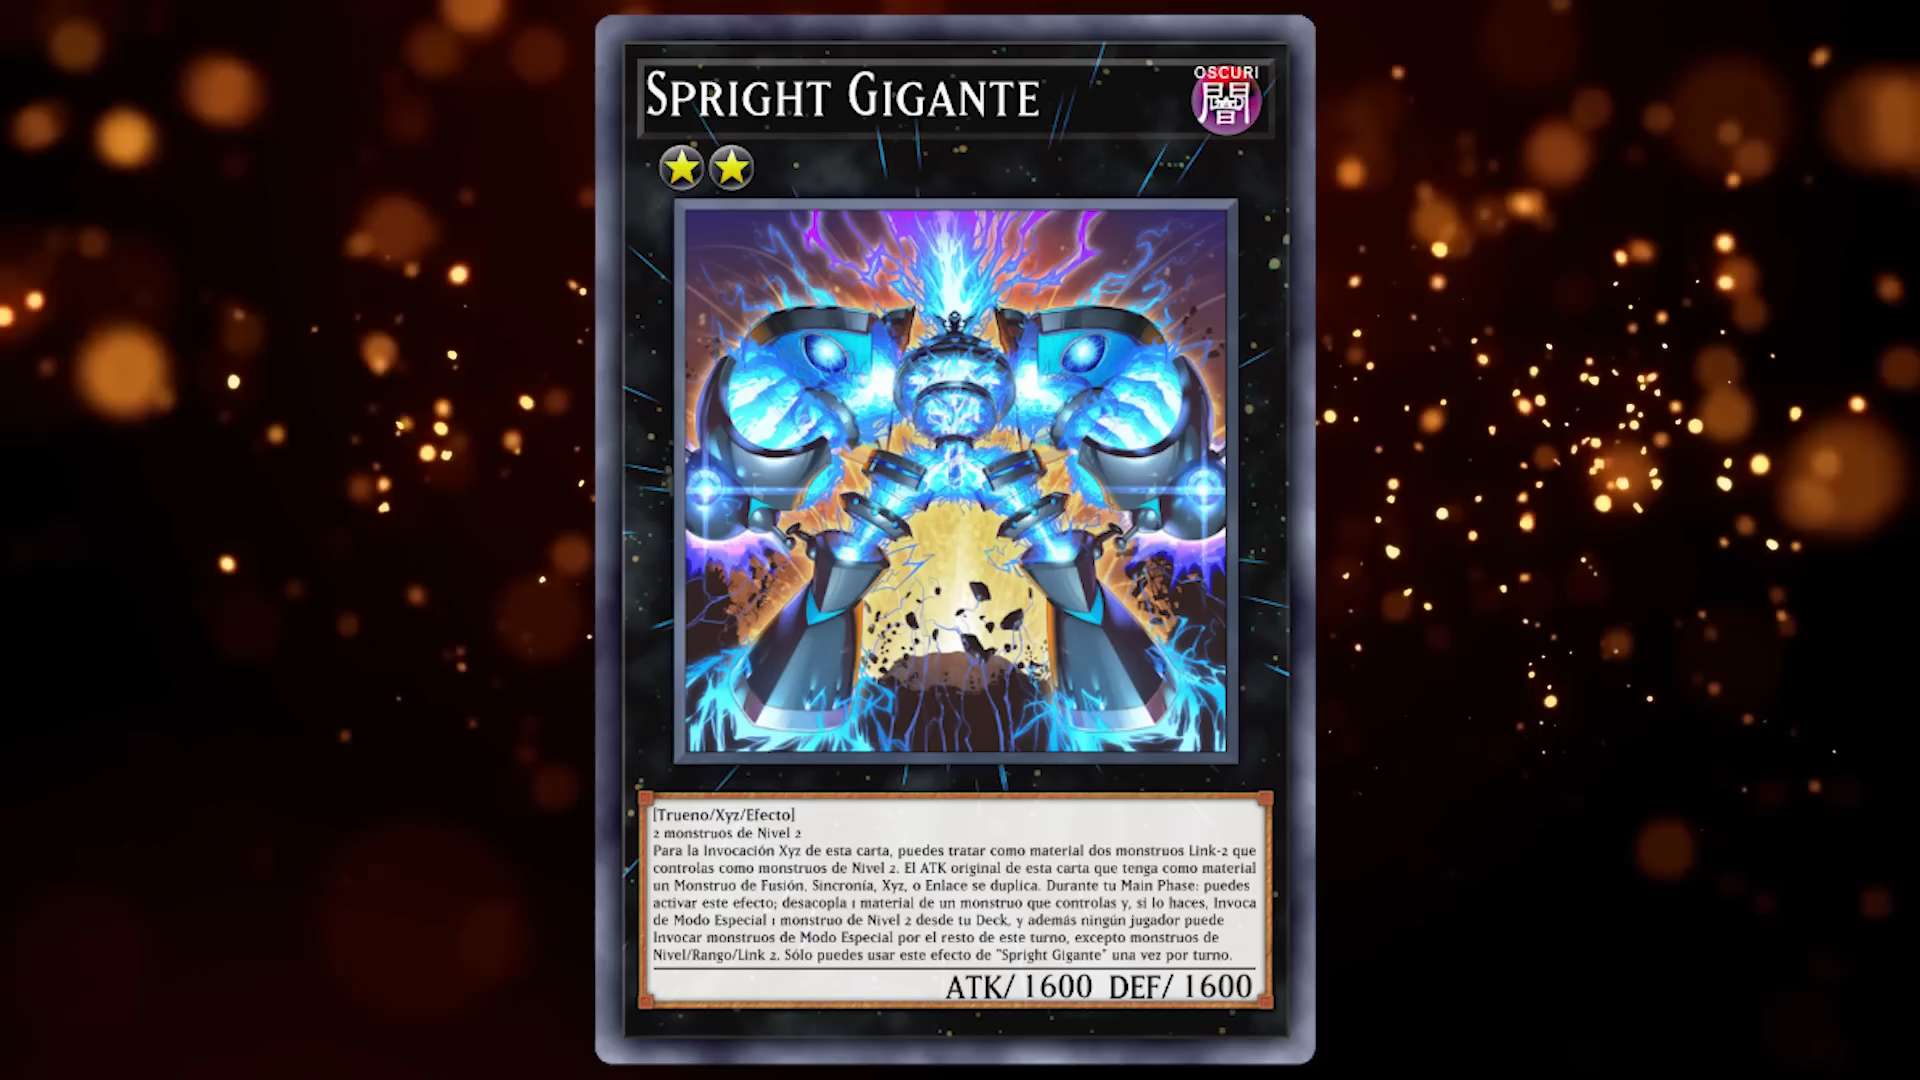 SPRIGHT GIGANTE
OSCURI
闇
[Trueno/Xyz/Efecto]
2 monstruos de Nivel 2
Para la Invocación Xyz de esta carta, puedes tratar como material dos monstruos Link-2 que
controlas como monstruos de Nivel 2. El ATK original de esta carta que tenga como material
un Monstruo de Fusión, Sincronía, Xyz, o Enlace se duplica. Durante tu Main Phase: puedes
activar este efecto; desacopla 1 material de un monstruo que controlas y, si lo haces, Invoca
de Modo Especial 1 monstruo de Nivel 2 desde tu Deck, y además ningún jugador puede
Invocar monstruos de Modo Especial por el resto de este turno, excepto monstruos de
Nivel/Rango/Link 2. Sólo puedes usar este efecto de "Spright Gigante" una vez por turno.
ATK/ 1600 DEF/ 1600